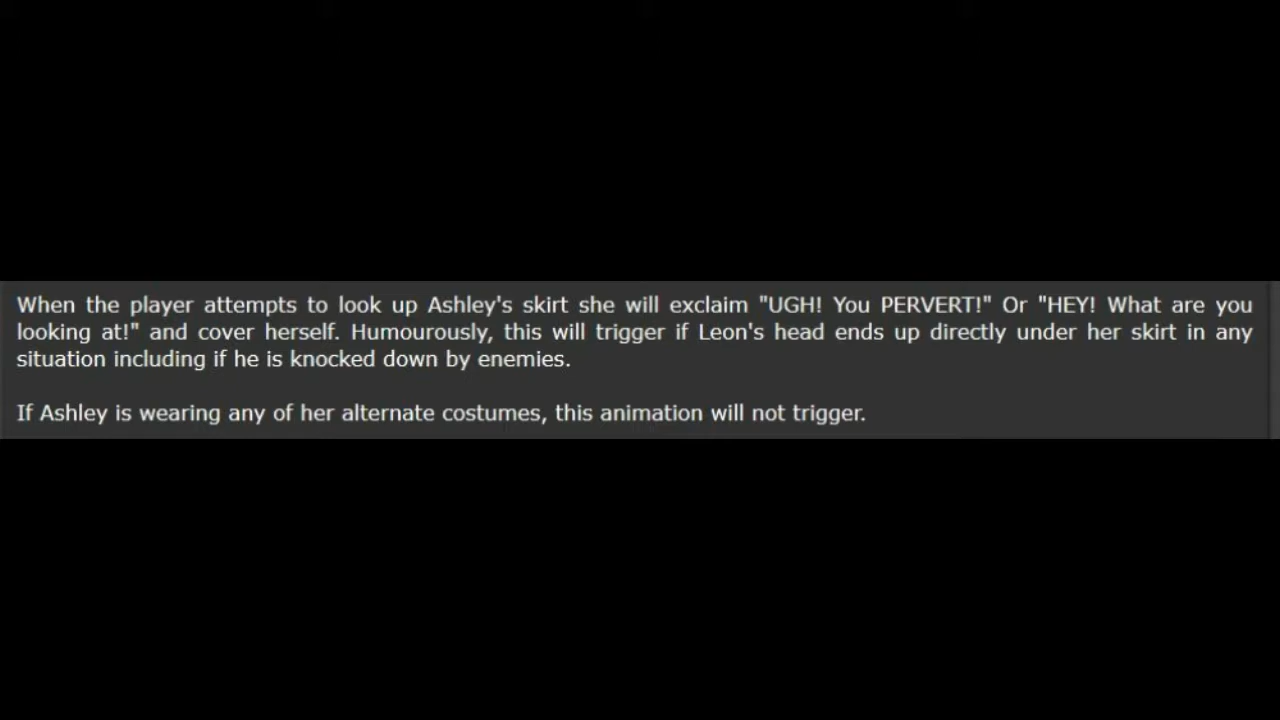 When the player attempts to look up Ashley's skirt she will exclaim "UGH! You PERVERT!" Or "HEY! What are you
looking at!" and cover herself. Humourously, this will trigger if Leon's head ends up directly under her skirt in any
situation including if he is knocked down by enemies.
If Ashley is wearing any of her alternate costumes, this animation will not trigger.